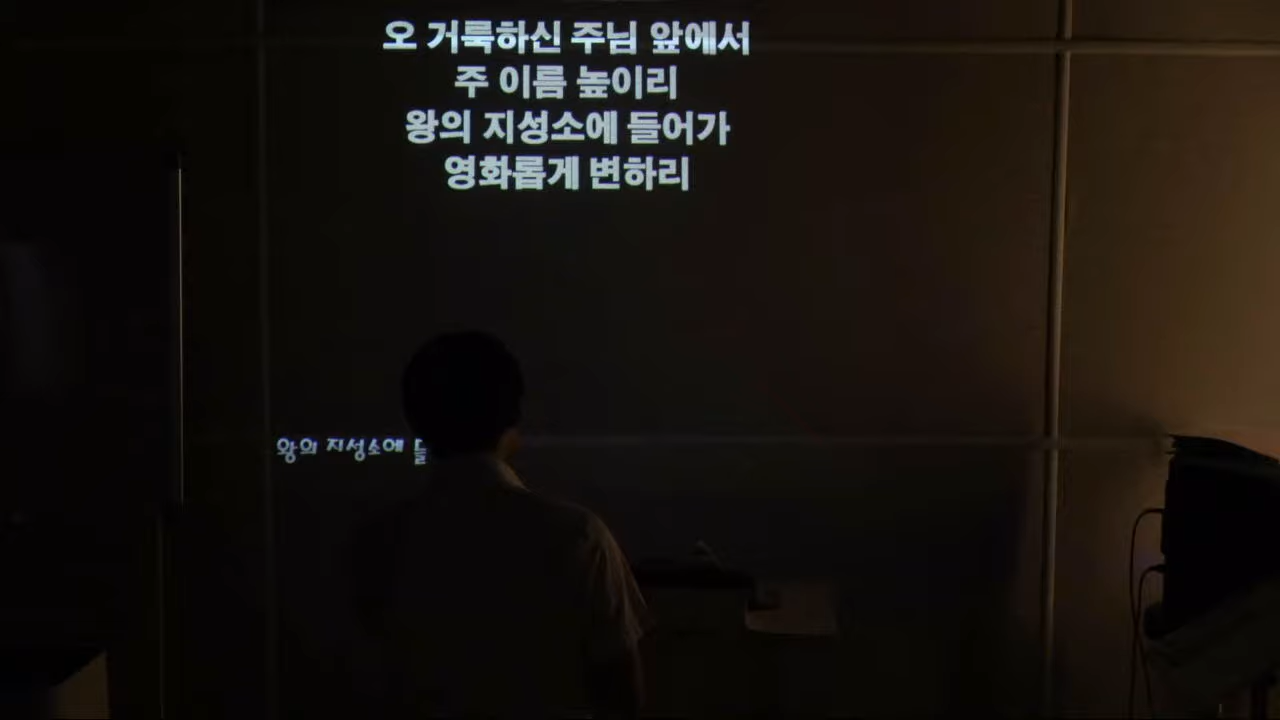 오 거룩하신 주님 앞에서
주 이름 높이리
왕의 지성소에 들어가
영화롭게 변하리
왕의 지성소에